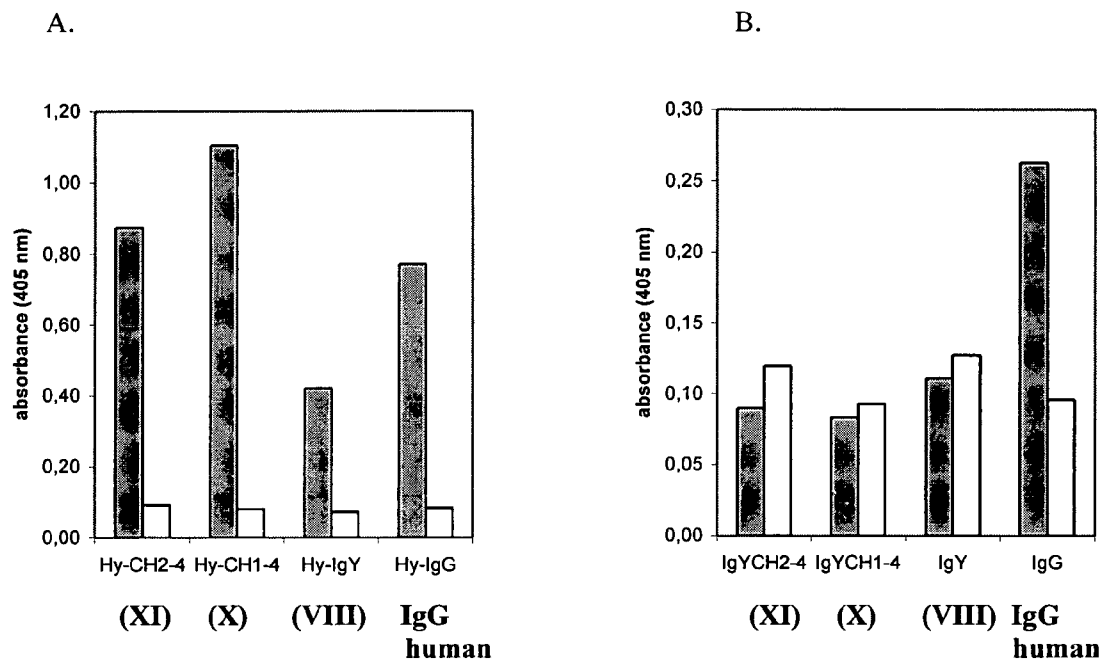 A.
absorbance (405 nm)
1,20
1,00
0,80
0,60
0,40
0,20
0,00
Hy-CH2-4 Hy-CH1-4 Hy-IgY Hy-IgG
(XI) (X) (VIII) IgG
human
B.
absorbance (405 nm)
0,30
0,25
0,20
0,15
0,10
0,05
0,00
IgYCH2-4 IgYCH1-4 IgY IgG
(XI) (X) (VIII) IgG
human